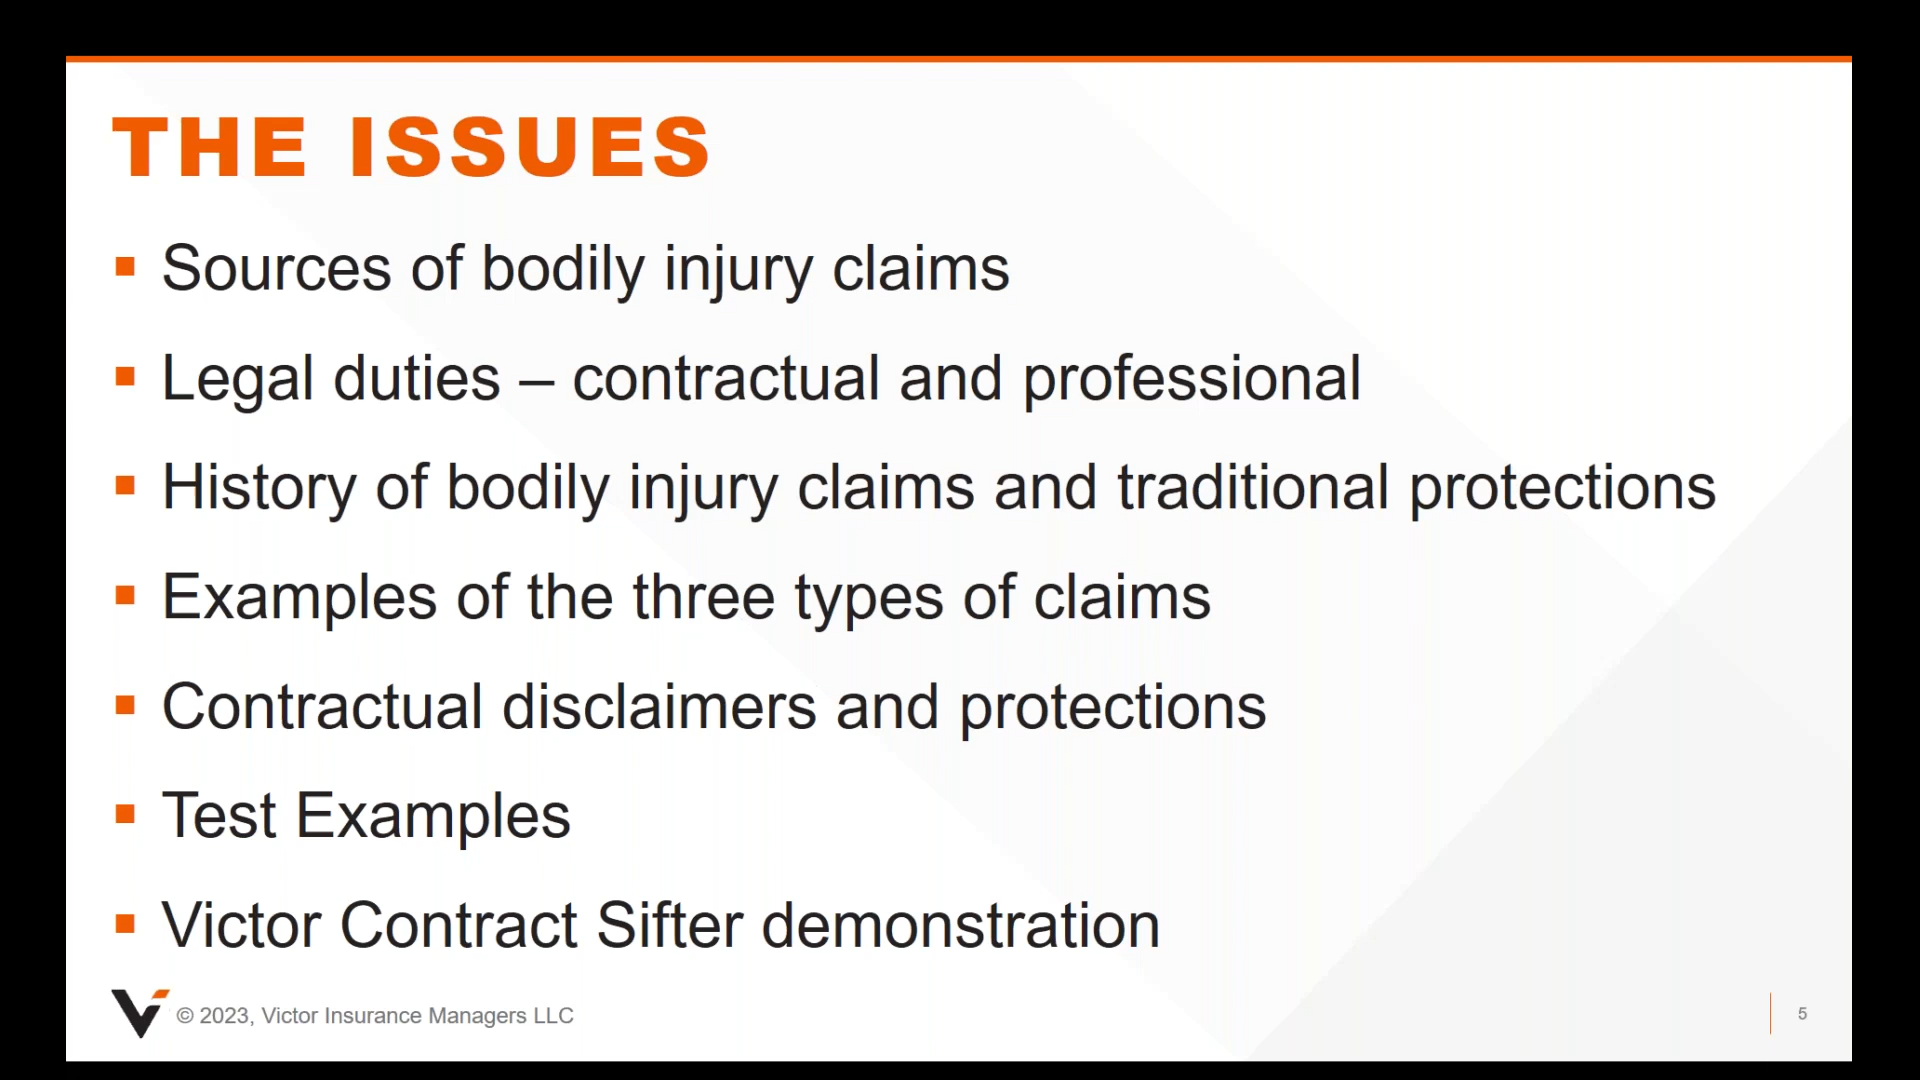 THE ISSUES
▪ Sources of bodily injury claims
▪ Legal duties – contractual and professional
▪ History of bodily injury claims and traditional protections
▪ Examples of the three types of claims
▪ Contractual disclaimers and protections
▪ Test Examples
▪ Victor Contract Sifter demonstration
© 2023, Victor Insurance Managers LLC
5